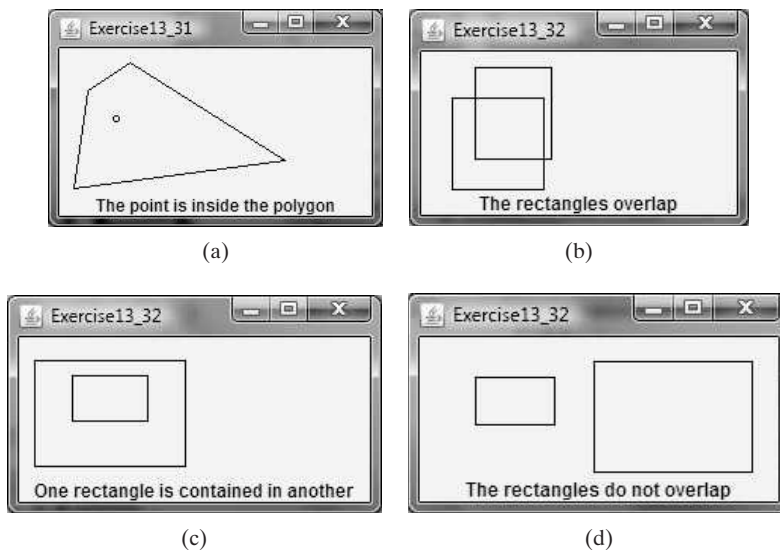 Exercise13_31
Exercise13_32
The point is inside the polygon
The rectangles overlap
(a)
(b)
Exercise13_32
Exercise13_32
One rectangle is contained in another
The rectangles do not overlap
(c)
(d)